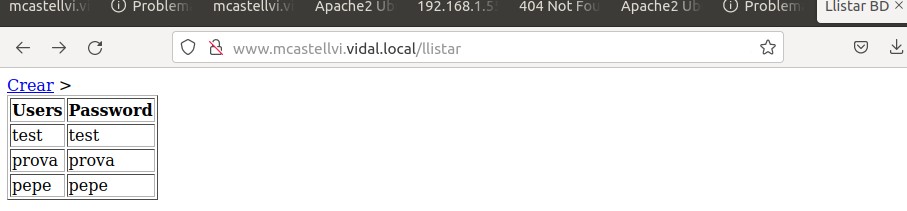 mcastellvi.vi Problem mcastellvi.vi Apache2 Ub 192.168.1.55 404 Not Fou Apache2 Ub Problem Llistar BD ×
www.mcastellvi.vidal.local/llistar
Crear >
Users Password
test test
prova prova
pepe pepe